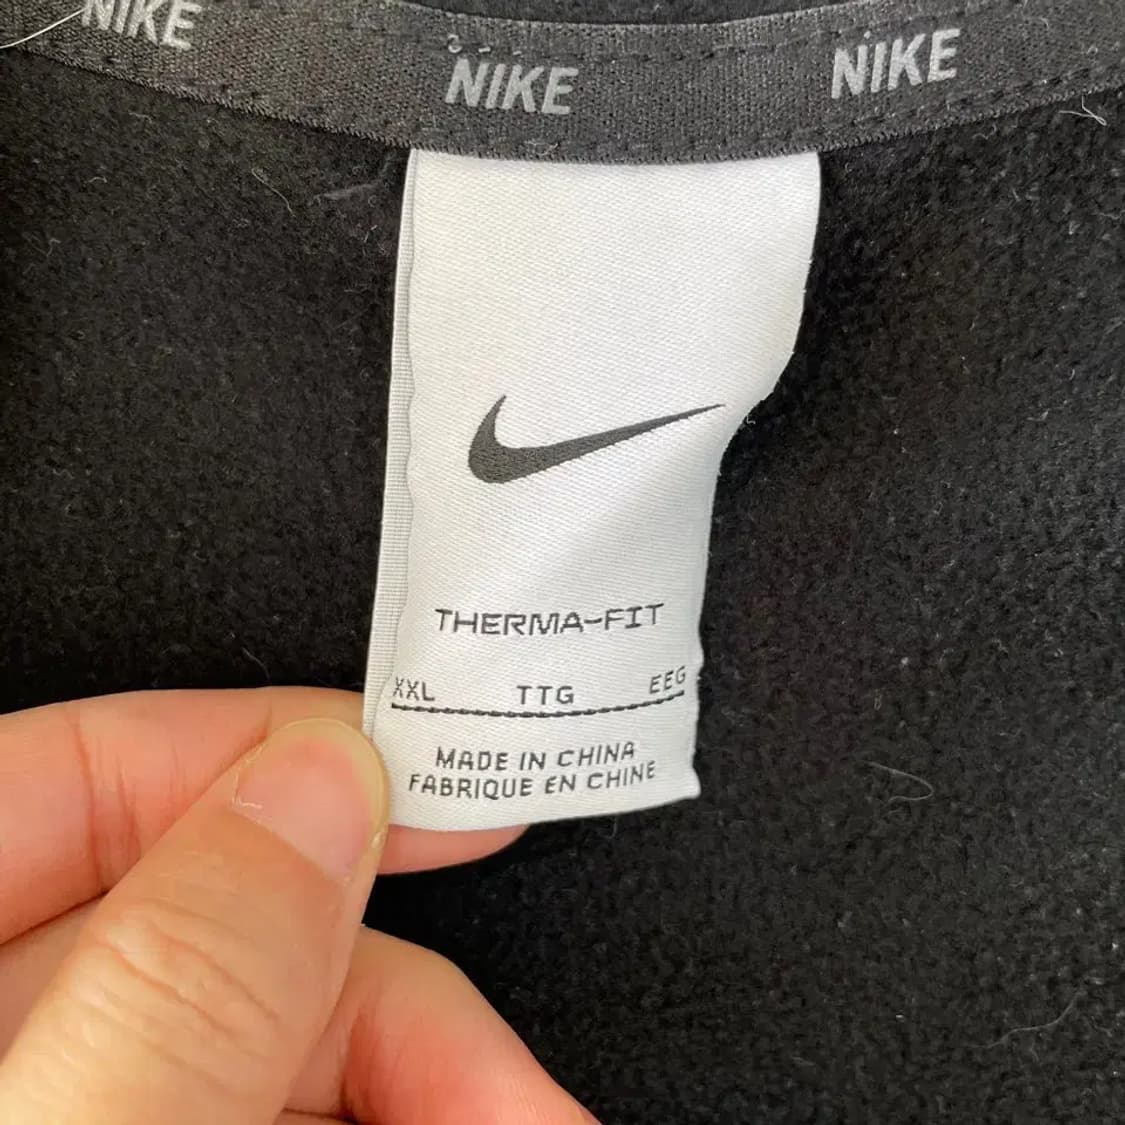 NIKE NIKE NIKE
THERMA-FIT
XXL TTG EEG
MADE IN CHINA
FABRIQUE EN CHINE